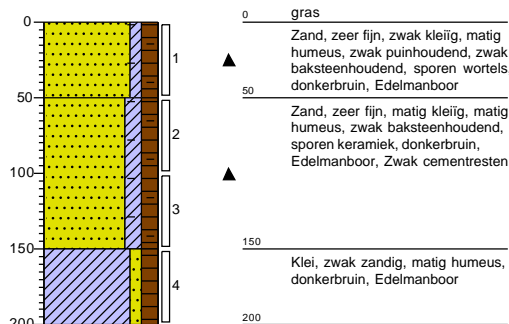 0 0 gras
Zand, zeer fijn, zwak kleiïg, matig
humeus, zwak puinhoudend, zwak
baksteenhoudend, sporen wortels,
donkerbruin, Edelmanboor
1
50 50
Zand, zeer fijn, matig kleiïg, matig
humeus, zwak baksteenhoudend,
sporen keramiek, donkerbruin,
Edelmanboor, Zwak cementresten
2
100
3
150 150
Klei, zwak zandig, matig humeus,
donkerbruin, Edelmanboor
4
200 200